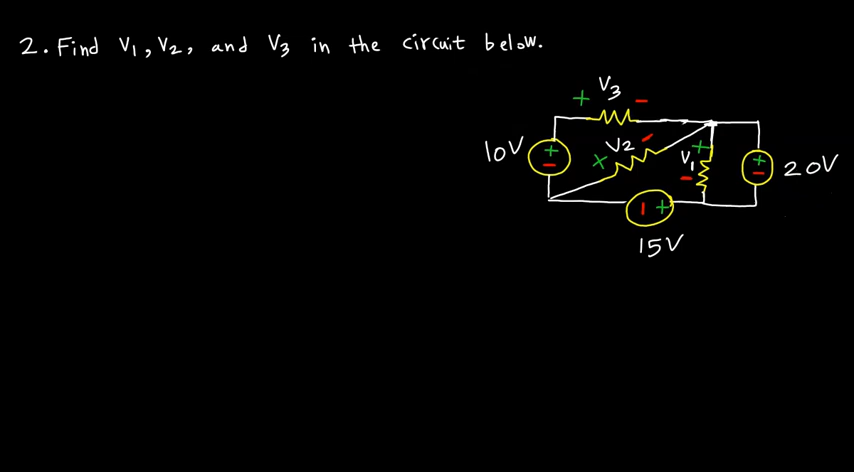 2. Find V1, V2, and V3 in the circuit below.
+ V3 -
10V + - + V2 - V1 + - + - 20V
- +
15V